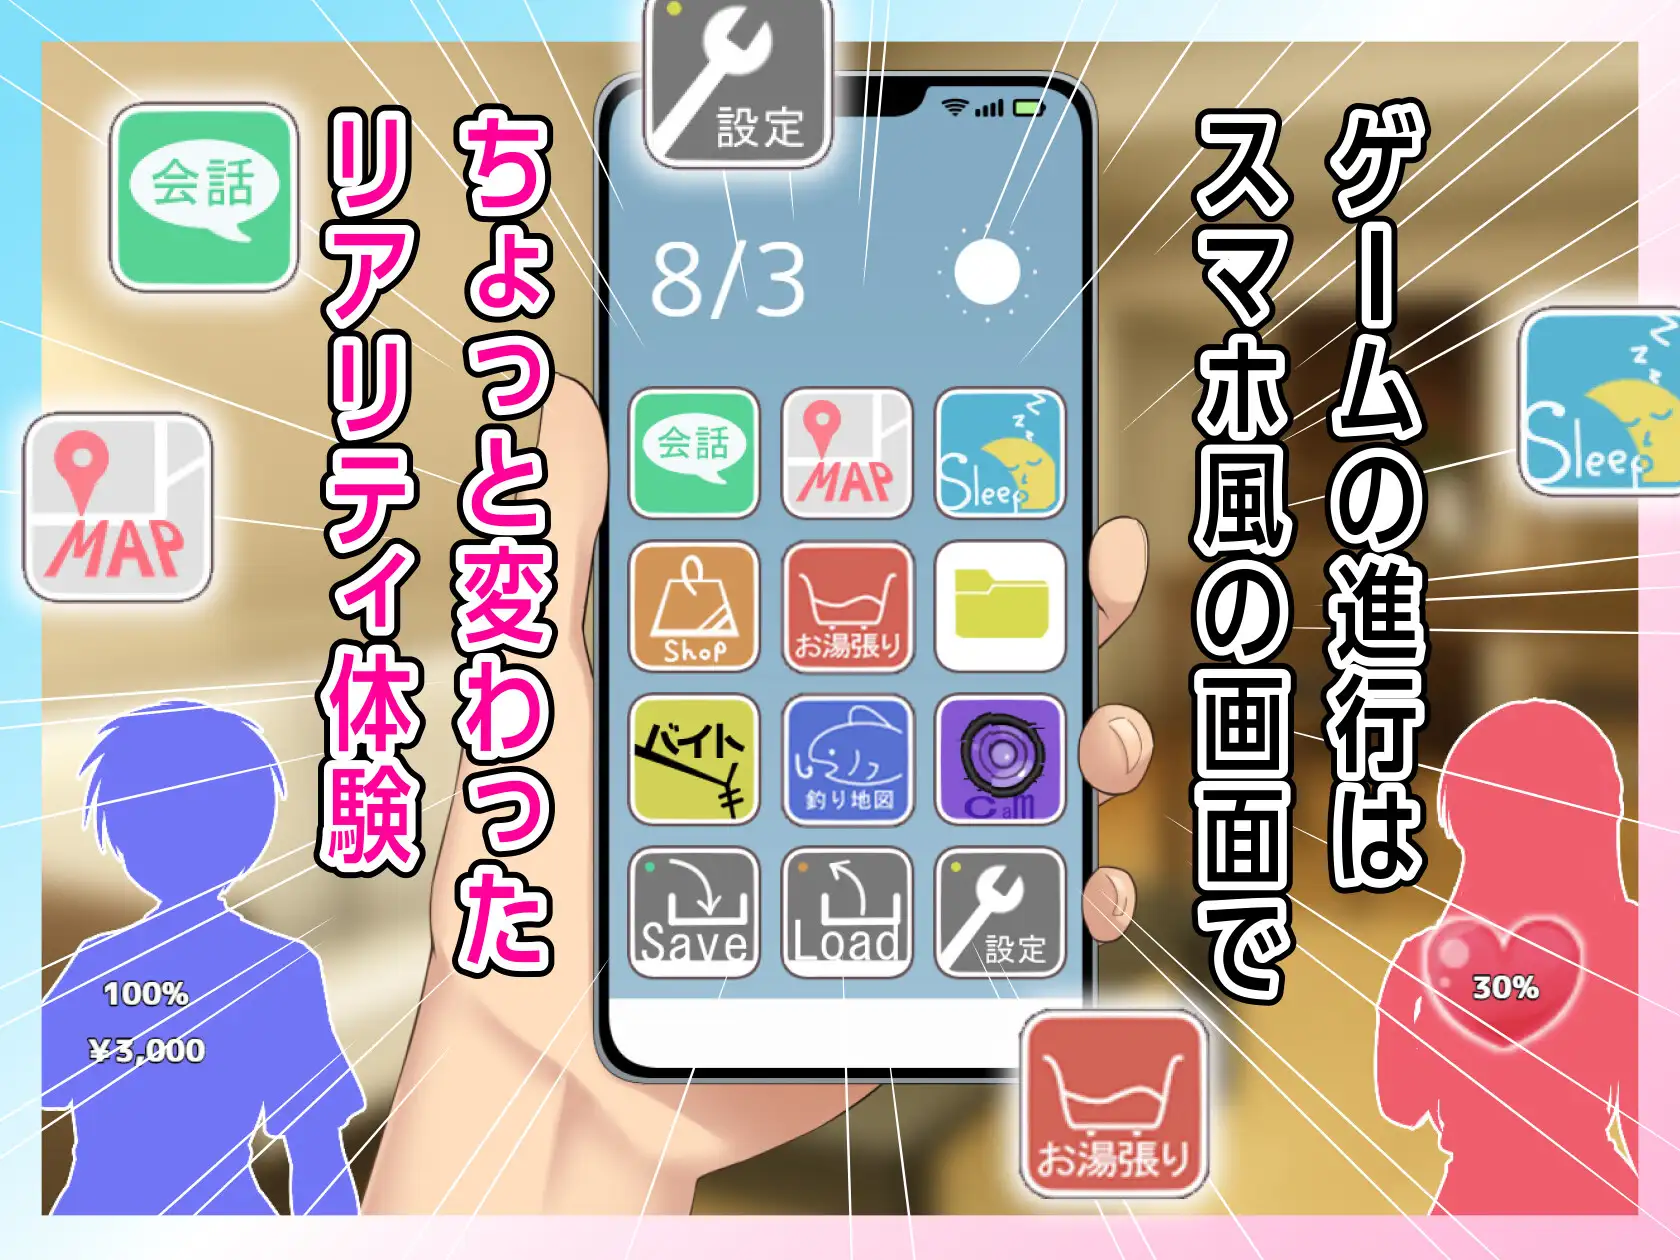 ゲームの進行は
スマホ風の画面で
ちょっと変わった
リアリティ体験
設定
会話
MAP
Sleep
8/3
会話
MAP
Sleep
Shop
お湯張り
バイト
釣り地図
Cam
Save
Load
設定
お湯張り
100%
¥3,000
30%